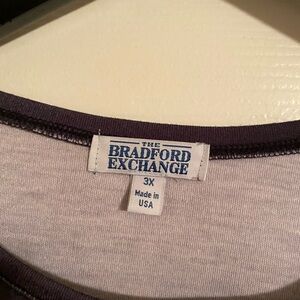 THE
BRADFORD
EXCHANGE
3X
Made in
USA